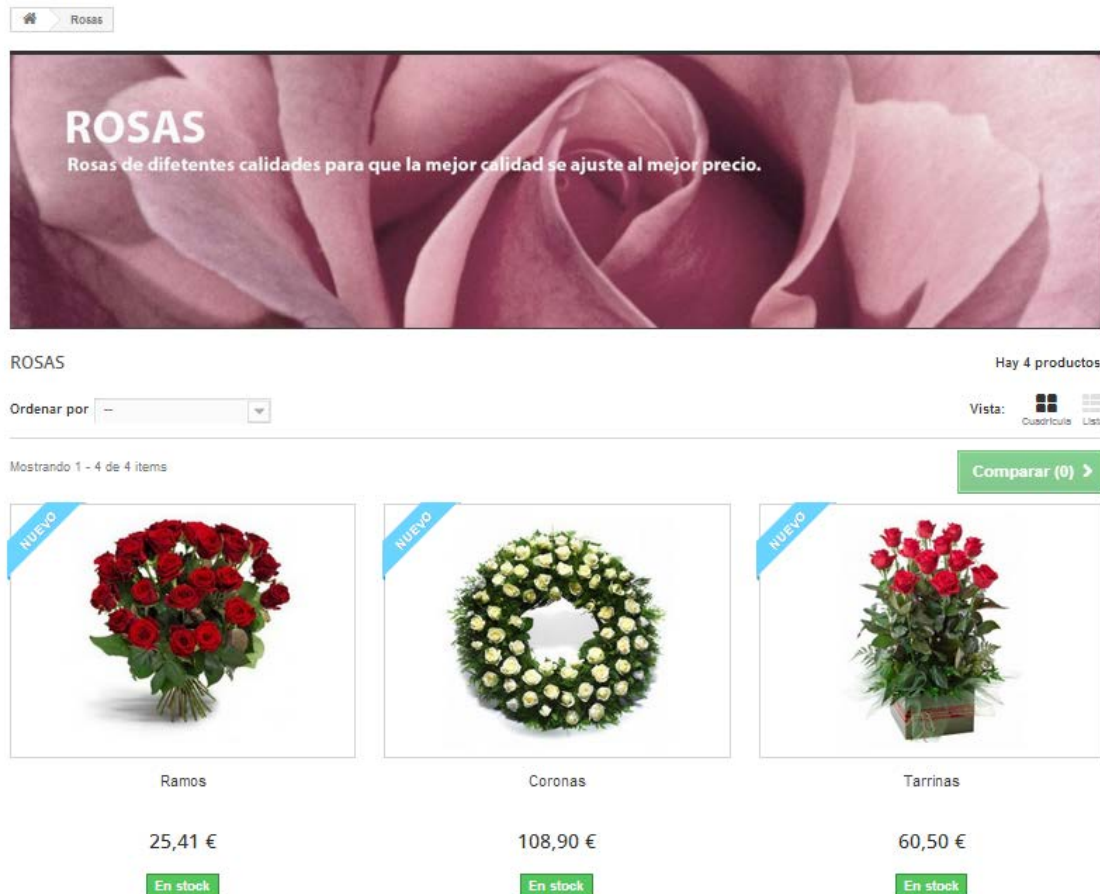 Rosas
ROSAS
Rosas de difetentes calidades para que la mejor calidad se ajuste al mejor precio.
ROSAS
Hay 4 productos
Ordenar por --
Vista:
Cuadrícula
List
Mostrando 1 - 4 de 4 items
Comparar (0)
NUEVO
NUEVO
NUEVO
Ramos
Coronas
Tarrinas
25,41 €
108,90 €
60,50 €
En stock
En stock
En stock